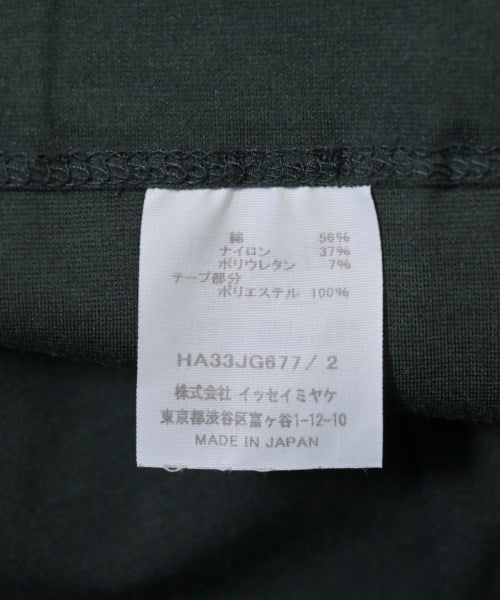 綿 56%
ナイロン 37%
ポリウレタン 7%
テープ部分
ポリエステル 100%
HA33JG677/2
株式会社 イッセイミヤケ
東京都渋谷区富ヶ谷1-12-10
MADE IN JAPAN